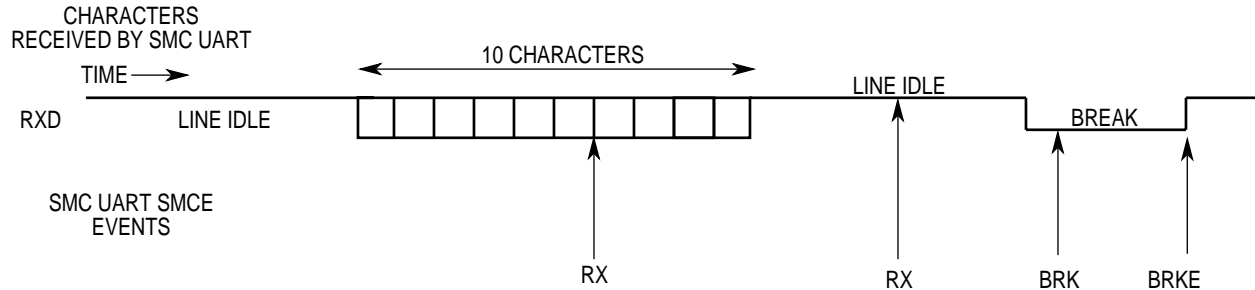 CHARACTERS
RECEIVED BY SMC UART
TIME
10 CHARACTERS
LINE IDLE
RXD
LINE IDLE
BREAK
SMC UART SMCE
EVENTS
RX
RX
BRK
BRKE